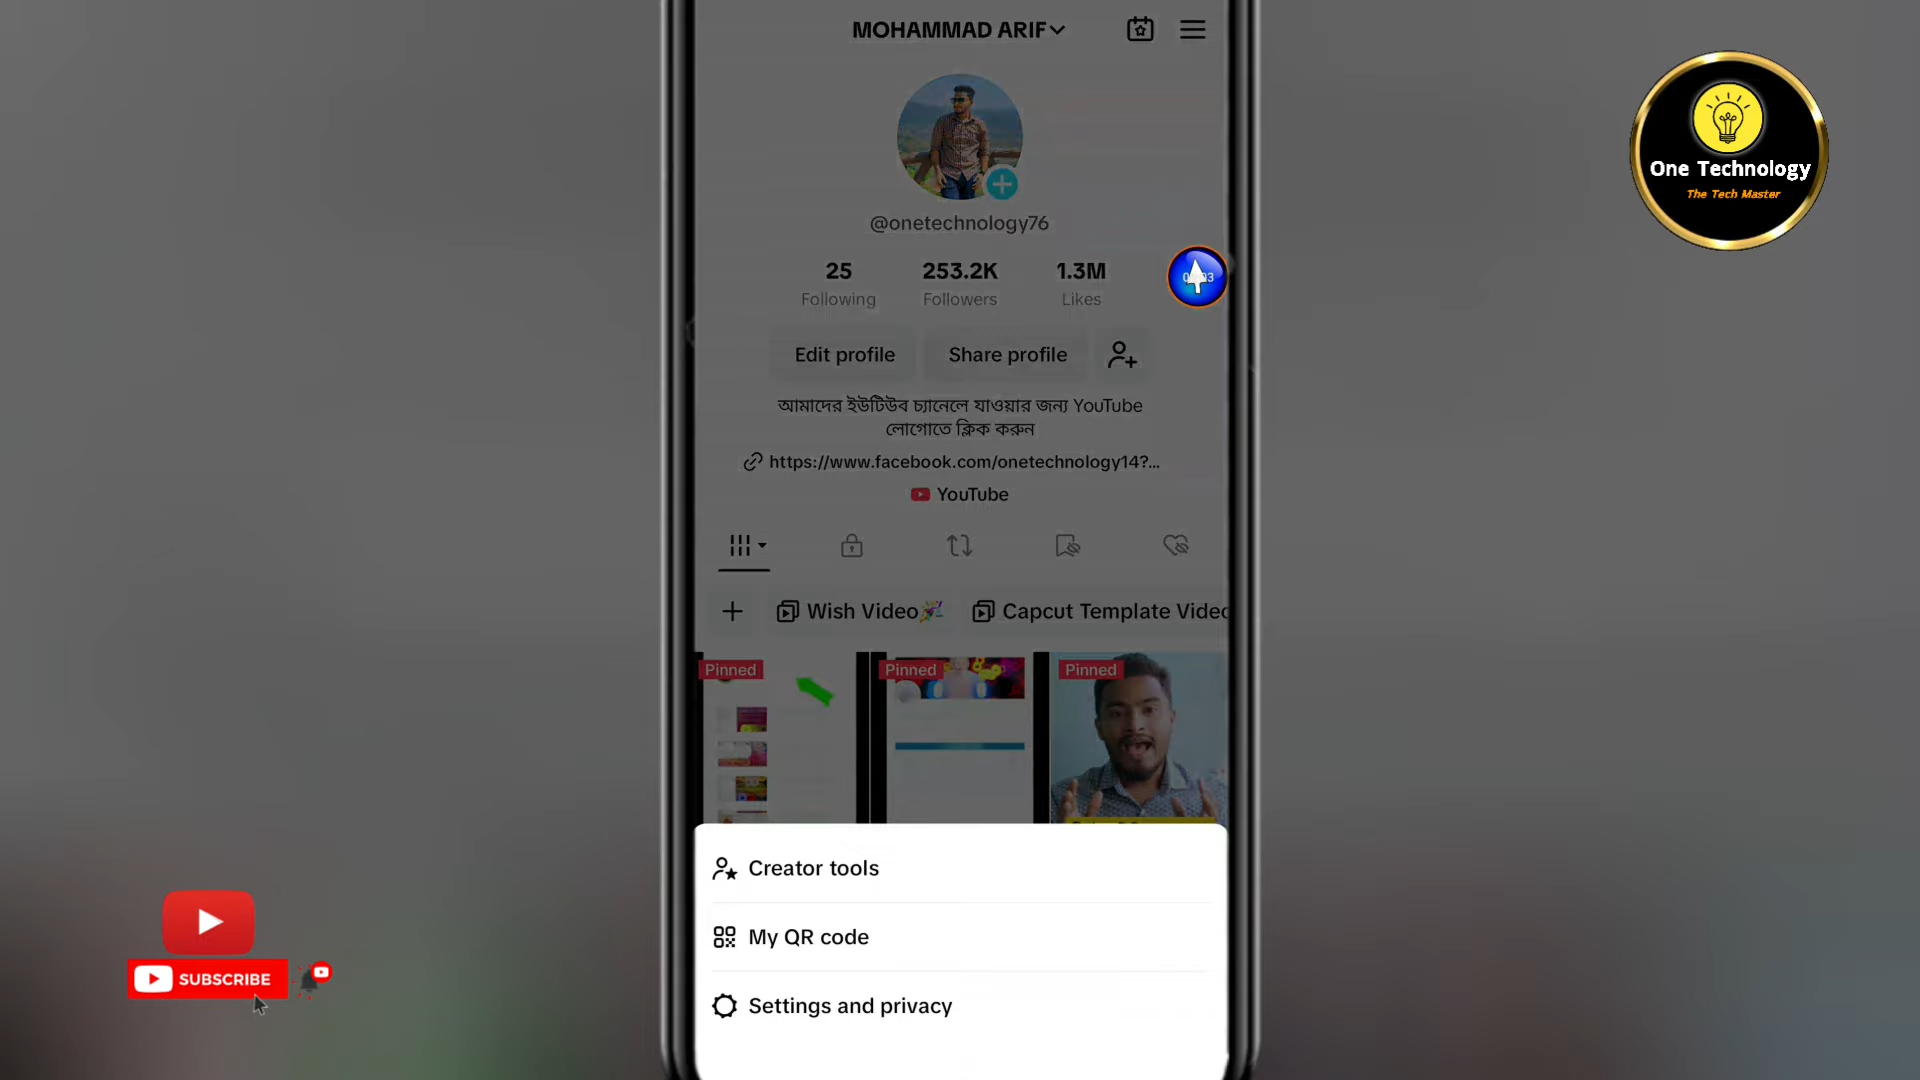 MOHAMMAD ARIF
One Technology
The Tech Master
@onetechnology76
25 253.2K 1.3M
Following Followers Likes
Edit profile Share profile
আমাদের ইউটিউব চ্যানেলে যাওয়ার জন্য YouTube
লোগোতে ক্লিক করুন
https://www.facebook.com/onetechnology14?...
YouTube
Wish Video Capcut Template Video
Pinned Pinned Pinned
Creator tools
My QR code
Settings and privacy
SUBSCRIBE